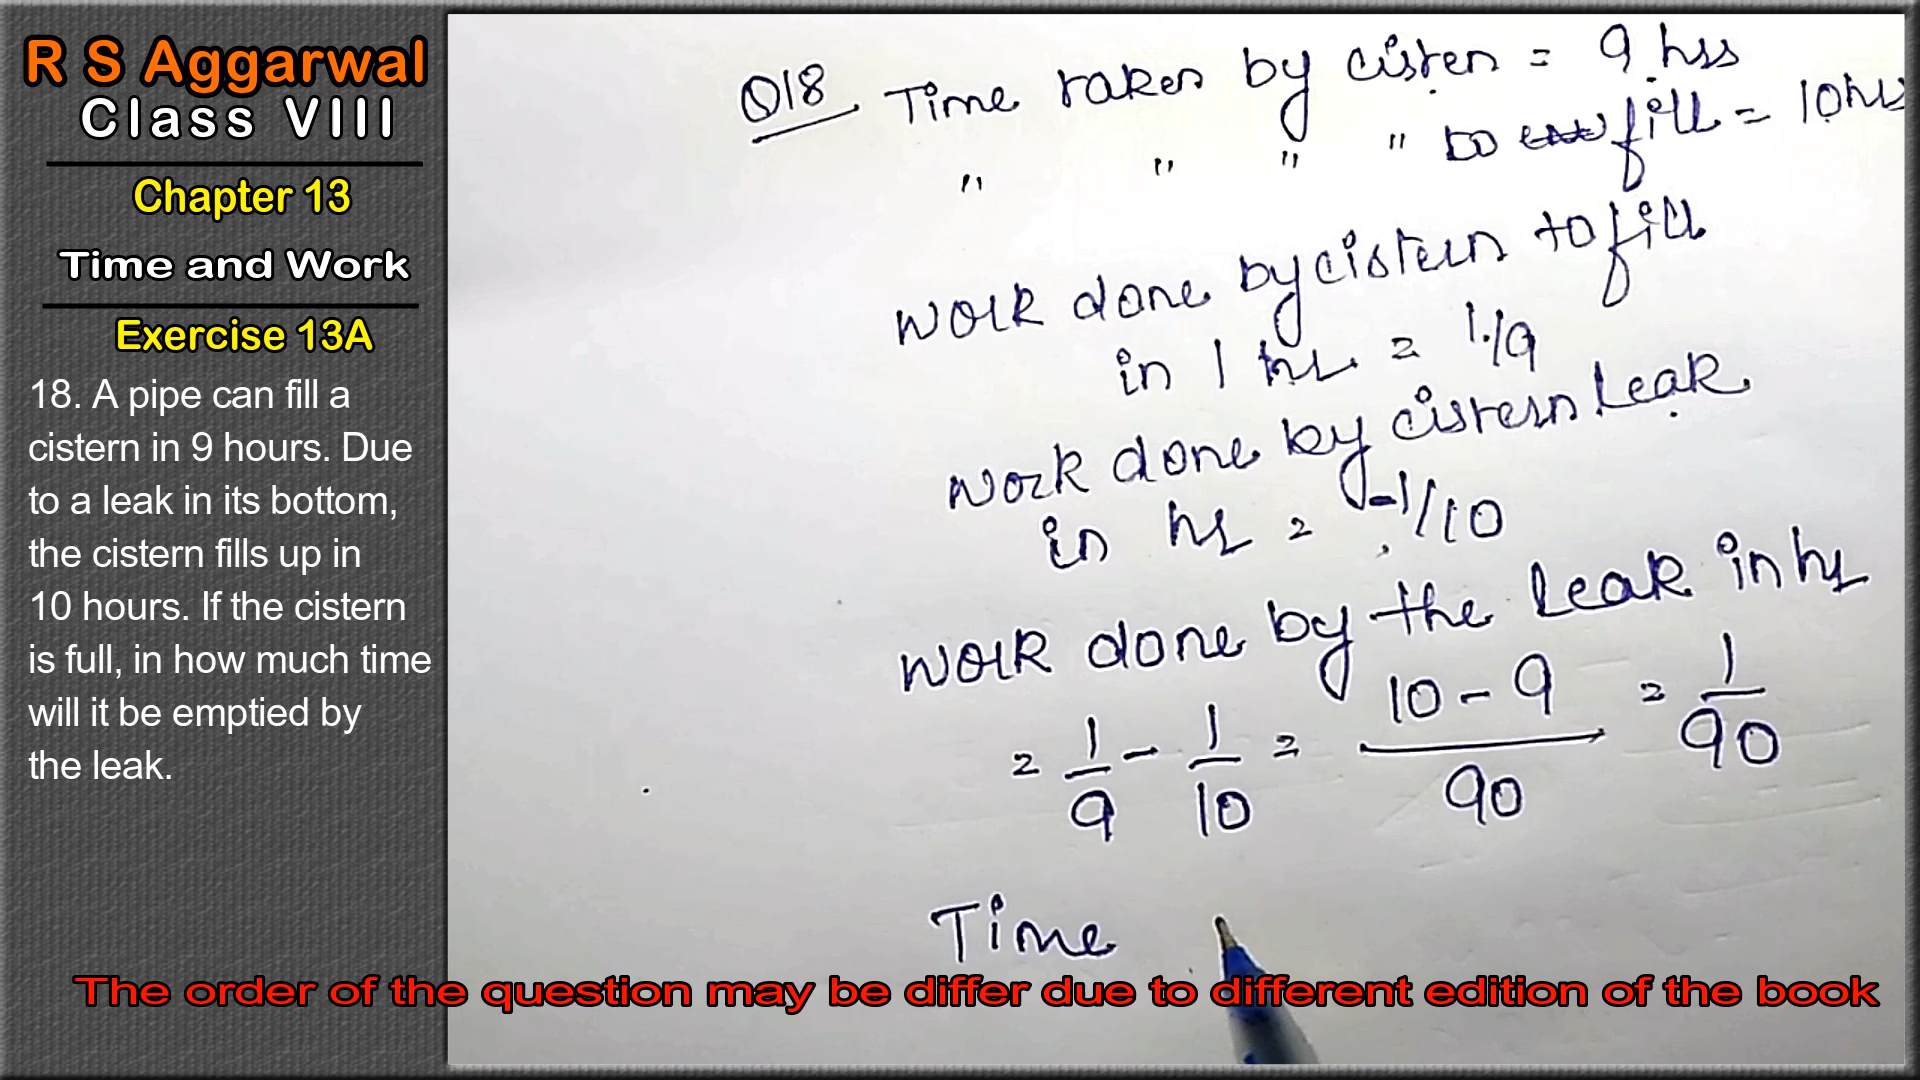 R S Aggarwal
Class VIII
Chapter 13
Time and Work
Exercise 13A
18. A pipe can fill a
cistern in 9 hours. Due
to a leak in its bottom,
the cistern fills up in
10 hours. If the cistern
is full, in how much time
will it be emptied by
the leak.
Q18 Time taken by cisten = 9 hrs
" " " " to fill = 10 hrs
Work done by cistern to fill
in 1 hr = 1/9
Work done by cistern leak
in hr = -1/10
Work done by the leak in hr
= 1/9 - 1/10 = 10 - 9/90 = 1/90
Time
The order of the question may be differ due to different edition of the book